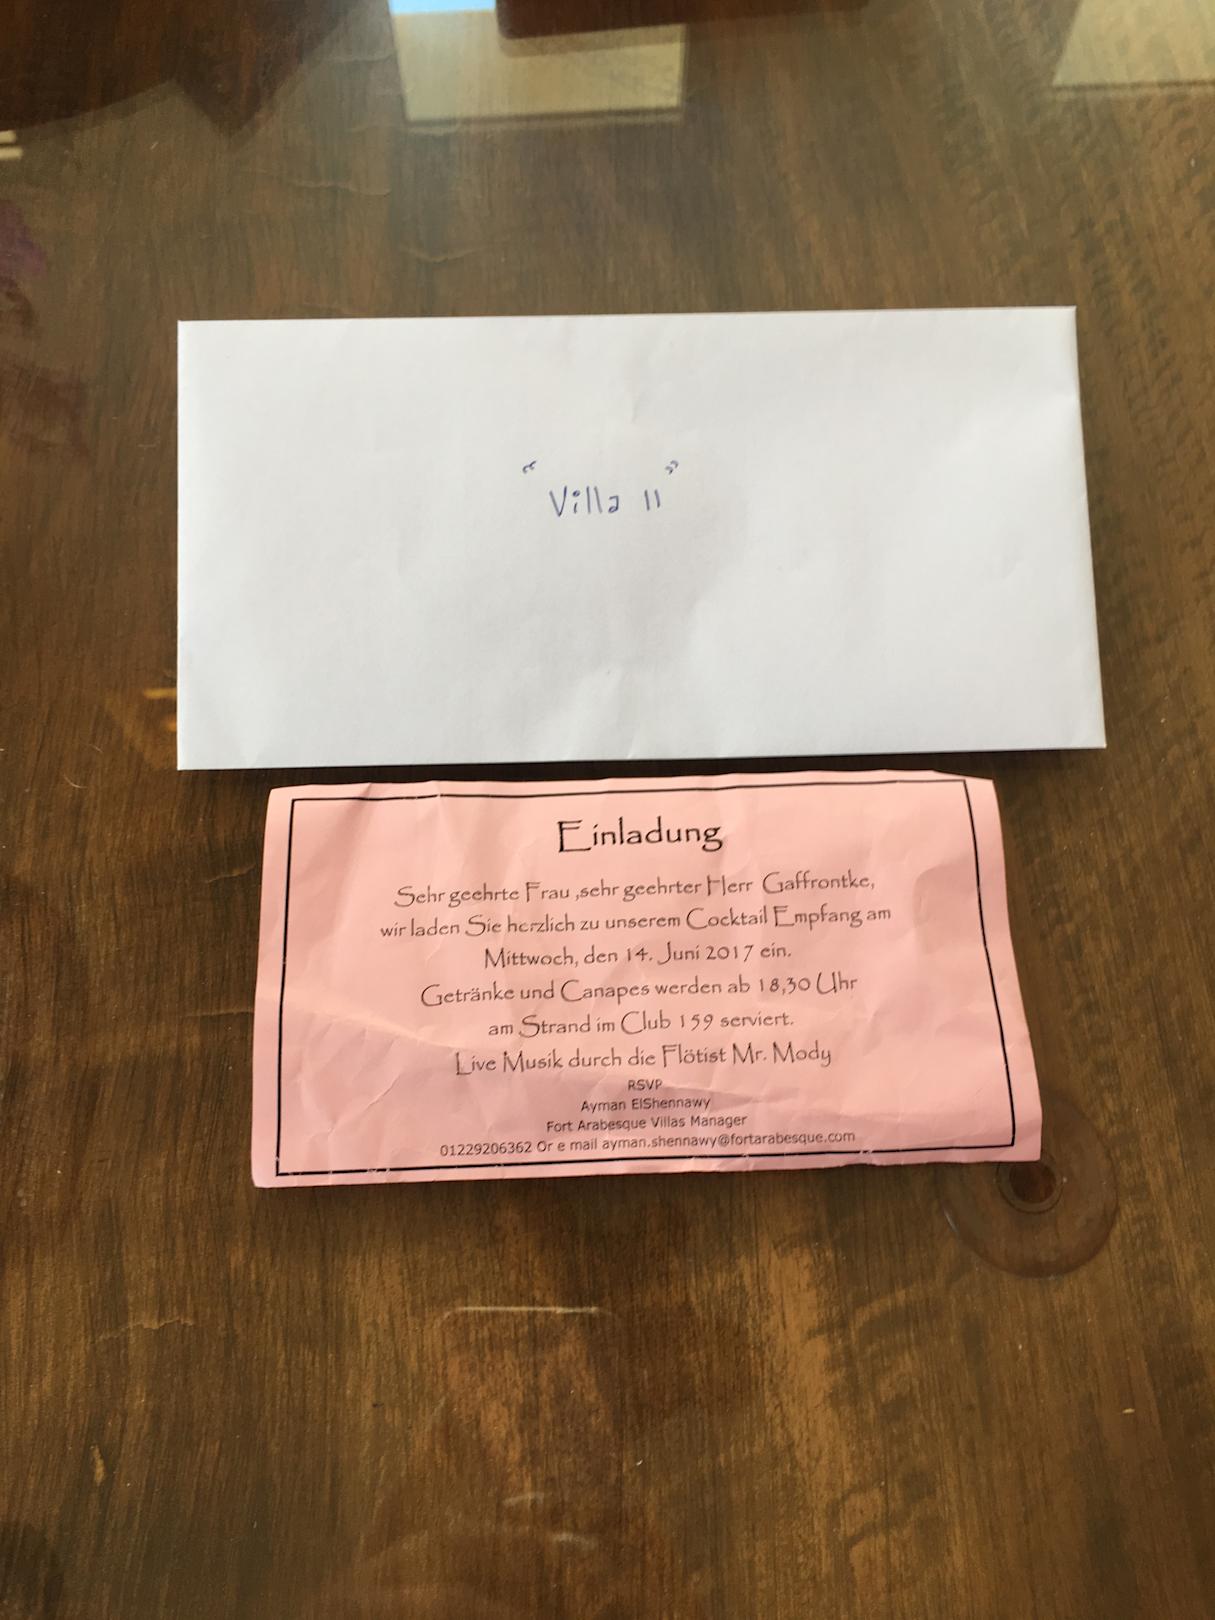 “ ”
Villa 11
Einladung
Sehr geehrte Frau ,sehr geehrter Herr Gaffrontke,
wir laden Sie herzlich zu unserem Cocktail Empfang am
Mittwoch, den 14. Juni 2017 ein.
Getränke und Canapes werden ab 18,30 Uhr
am Strand im Club 159 serviert.
Live Musik durch die Flötist Mr. Mody
RSVP
Ayman ElShennawy
Fort Arabesque Villas Manager
01229206362 Or e mail ayman.shennawy@fortarabesque.com